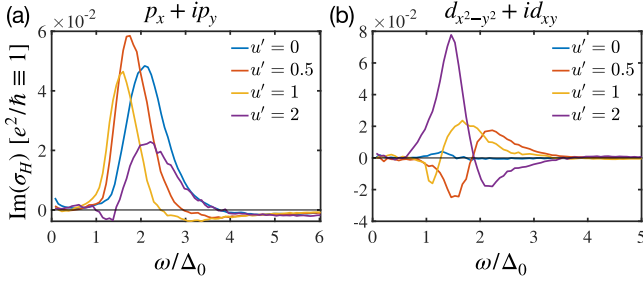 (a) 6 ×10⁻² pₓ + ip_y
u′ = 0
u′ = 0.5
u′ = 1
u′ = 2
4
2
0
0 1 2 3 4 5 6
ω/Δ₀
Im(σ_H) [e²/ħ ≡ 1]
(b) 8 ×10⁻² d_{x²−y²} + id_{xy}
u′ = 0
u′ = 0.5
u′ = 1
u′ = 2
6
4
2
0
-2
-4
0 1 2 3 4 5
ω/Δ₀